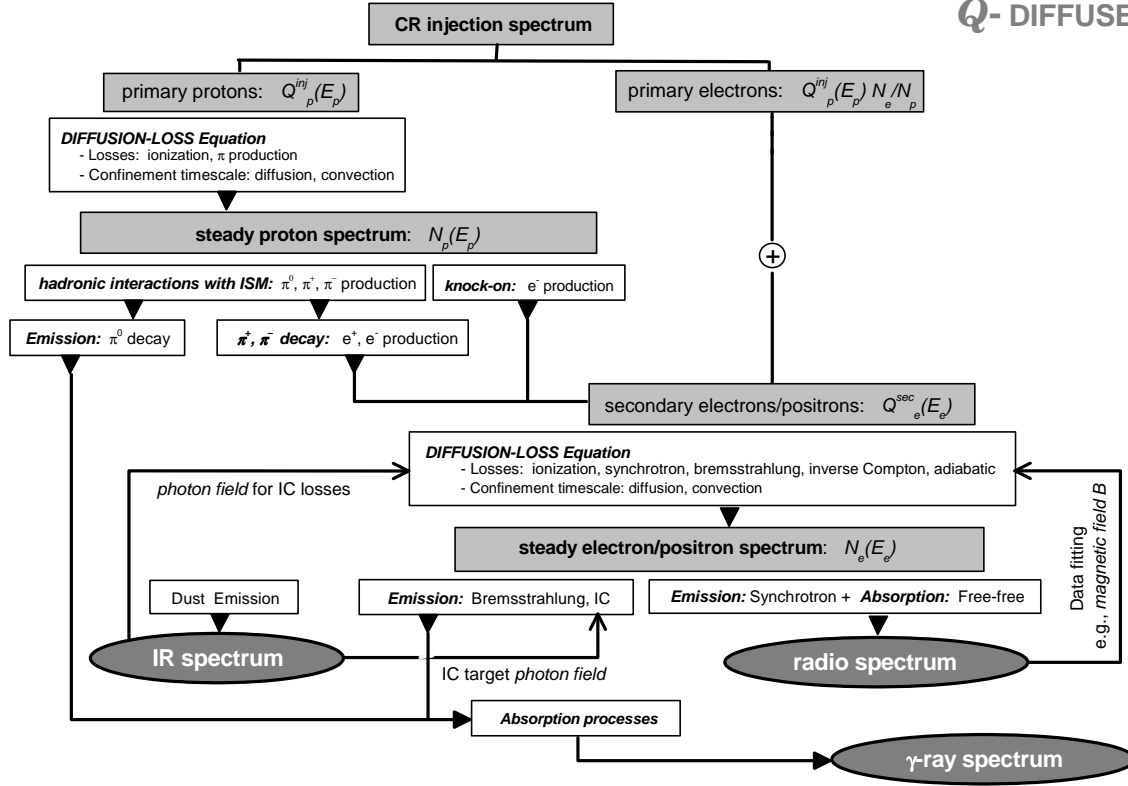 Q- DIFFUSE
CR injection spectrum
primary protons: Q^inj_p(E_p)
primary electrons: Q^inj_p(E_p) N_e/N_p
DIFFUSION-LOSS Equation
- Losses: ionization, π production
- Confinement timescale: diffusion, convection
steady proton spectrum: N_p(E_p)
+
hadronic interactions with ISM: π⁰, π⁺, π⁻ production
knock-on: e⁻ production
Emission: π⁰ decay
π⁺, π⁻ decay: e⁺, e⁻ production
secondary electrons/positrons: Q^sec_e(E_e)
DIFFUSION-LOSS Equation
- Losses: ionization, synchrotron, bremsstrahlung, inverse Compton, adiabatic
- Confinement timescale: diffusion, convection
photon field for IC losses
steady electron/positron spectrum: N_e(E_e)
Data fitting
e.g., magnetic field B
Dust Emission
Emission: Bremsstrahlung, IC
Emission: Synchrotron + Absorption: Free-free
IR spectrum
radio spectrum
IC target photon field
Absorption processes
γ-ray spectrum